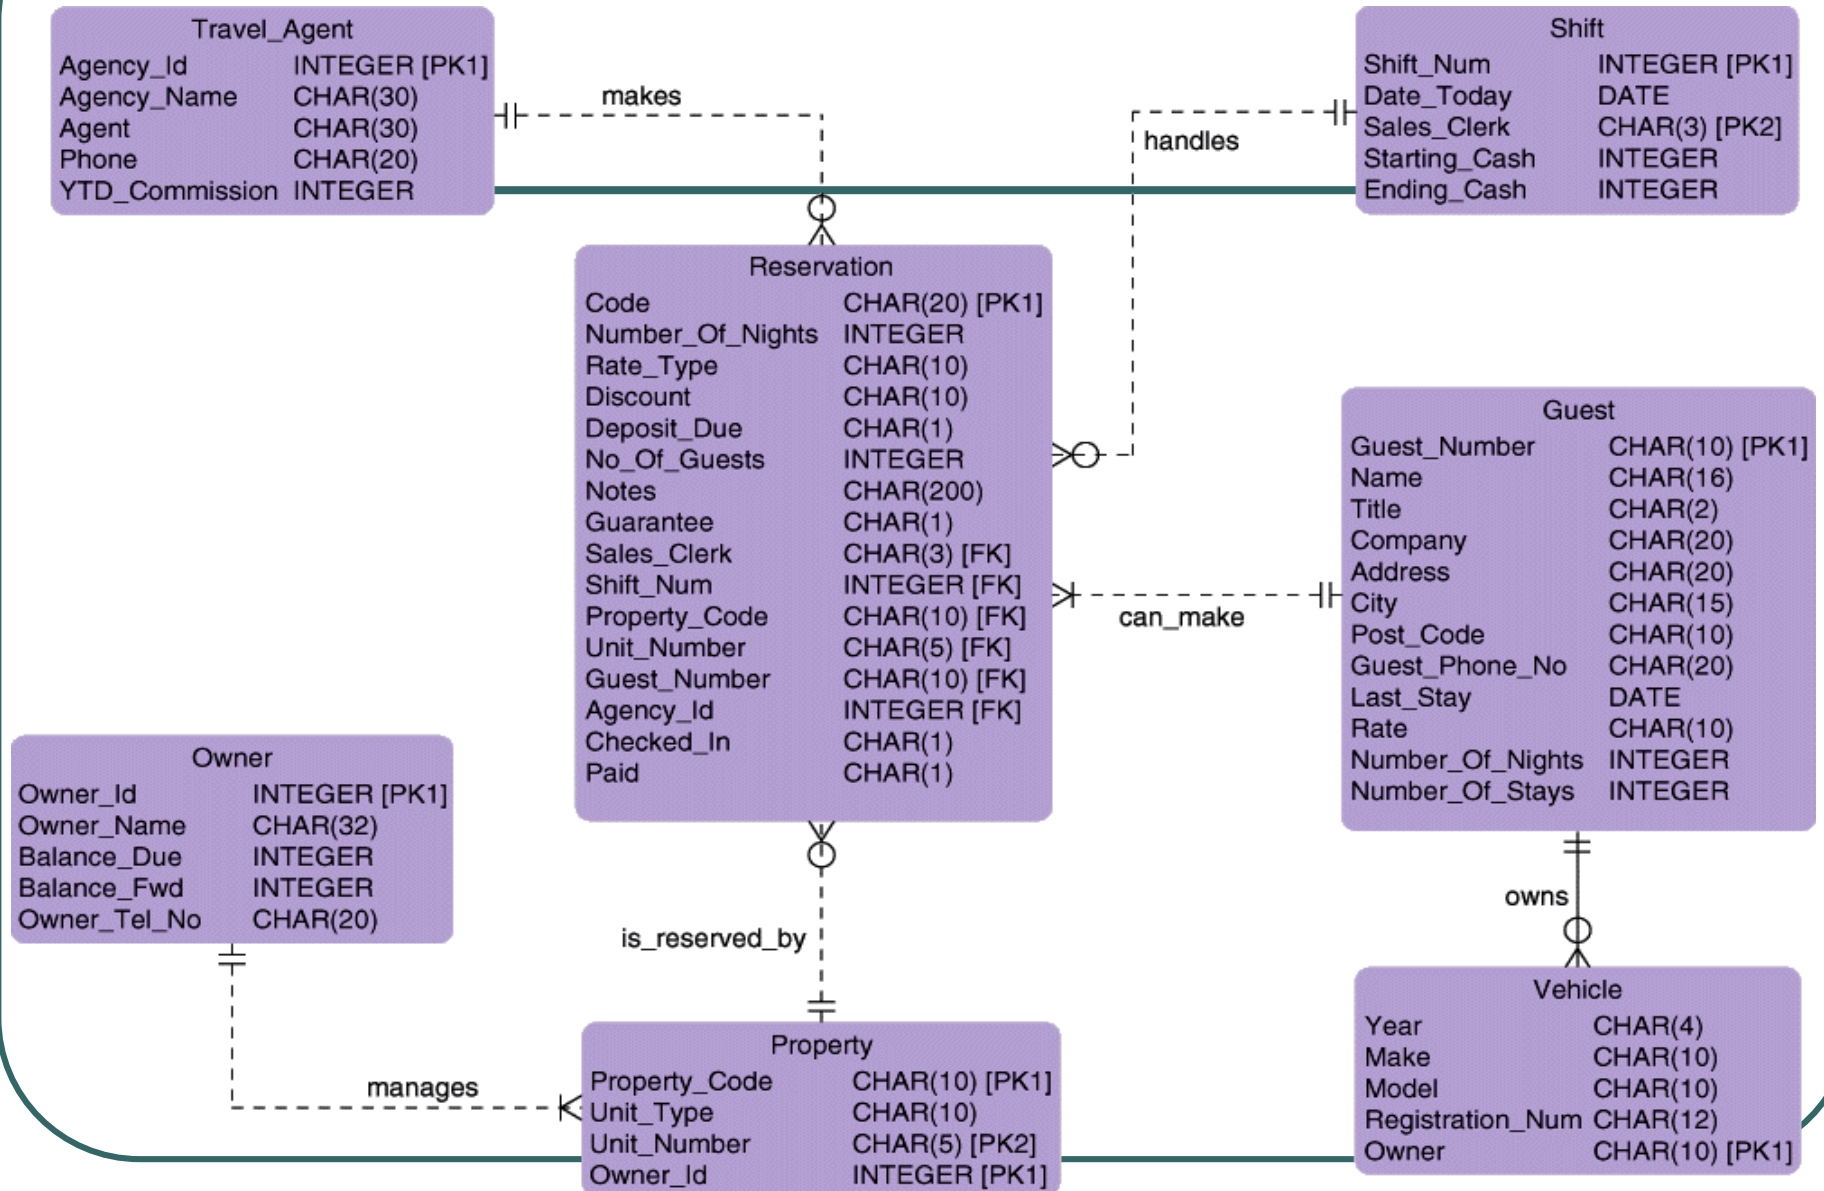 Travel_Agent
Agency_Id INTEGER [PK1]
Agency_Name CHAR(30)
Agent CHAR(30)
Phone CHAR(20)
YTD_Commission INTEGER
makes
Shift
Shift_Num INTEGER [PK1]
Date_Today DATE
Sales_Clerk CHAR(3) [PK2]
Starting_Cash INTEGER
Ending_Cash INTEGER
handles
Reservation
Code CHAR(20) [PK1]
Number_Of_Nights INTEGER
Rate_Type CHAR(10)
Discount CHAR(10)
Deposit_Due CHAR(1)
No_Of_Guests INTEGER
Notes CHAR(200)
Guarantee CHAR(1)
Sales_Clerk CHAR(3) [FK]
Shift_Num INTEGER [FK]
Property_Code CHAR(10) [FK]
Unit_Number CHAR(5) [FK]
Guest_Number CHAR(10) [FK]
Agency_Id INTEGER [FK]
Checked_In CHAR(1)
Paid CHAR(1)
can_make
Guest
Guest_Number CHAR(10) [PK1]
Name CHAR(16)
Title CHAR(2)
Company CHAR(20)
Address CHAR(20)
City CHAR(15)
Post_Code CHAR(10)
Guest_Phone_No CHAR(20)
Last_Stay DATE
Rate CHAR(10)
Number_Of_Nights INTEGER
Number_Of_Stays INTEGER
Owner
Owner_Id INTEGER [PK1]
Owner_Name CHAR(32)
Balance_Due INTEGER
Balance_Fwd INTEGER
Owner_Tel_No CHAR(20)
owns
is_reserved_by
manages
Property
Property_Code CHAR(10) [PK1]
Unit_Type CHAR(10)
Unit_Number CHAR(5) [PK2]
Owner_Id INTEGER [PK1]
Vehicle
Year CHAR(4)
Make CHAR(10)
Model CHAR(10)
Registration_Num CHAR(12)
Owner CHAR(10) [PK1]